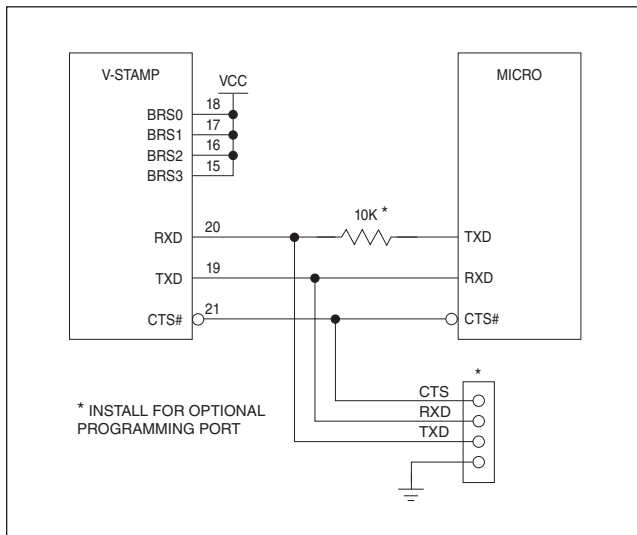 V-STAMP
VCC
MICRO
BRS0 18
BRS1 17
BRS2 16
BRS3 15
10K *
RXD 20 TXD
TXD 19 RXD
CTS# 21 CTS#
*
CTS
RXD
TXD
* INSTALL FOR OPTIONAL
PROGRAMMING PORT